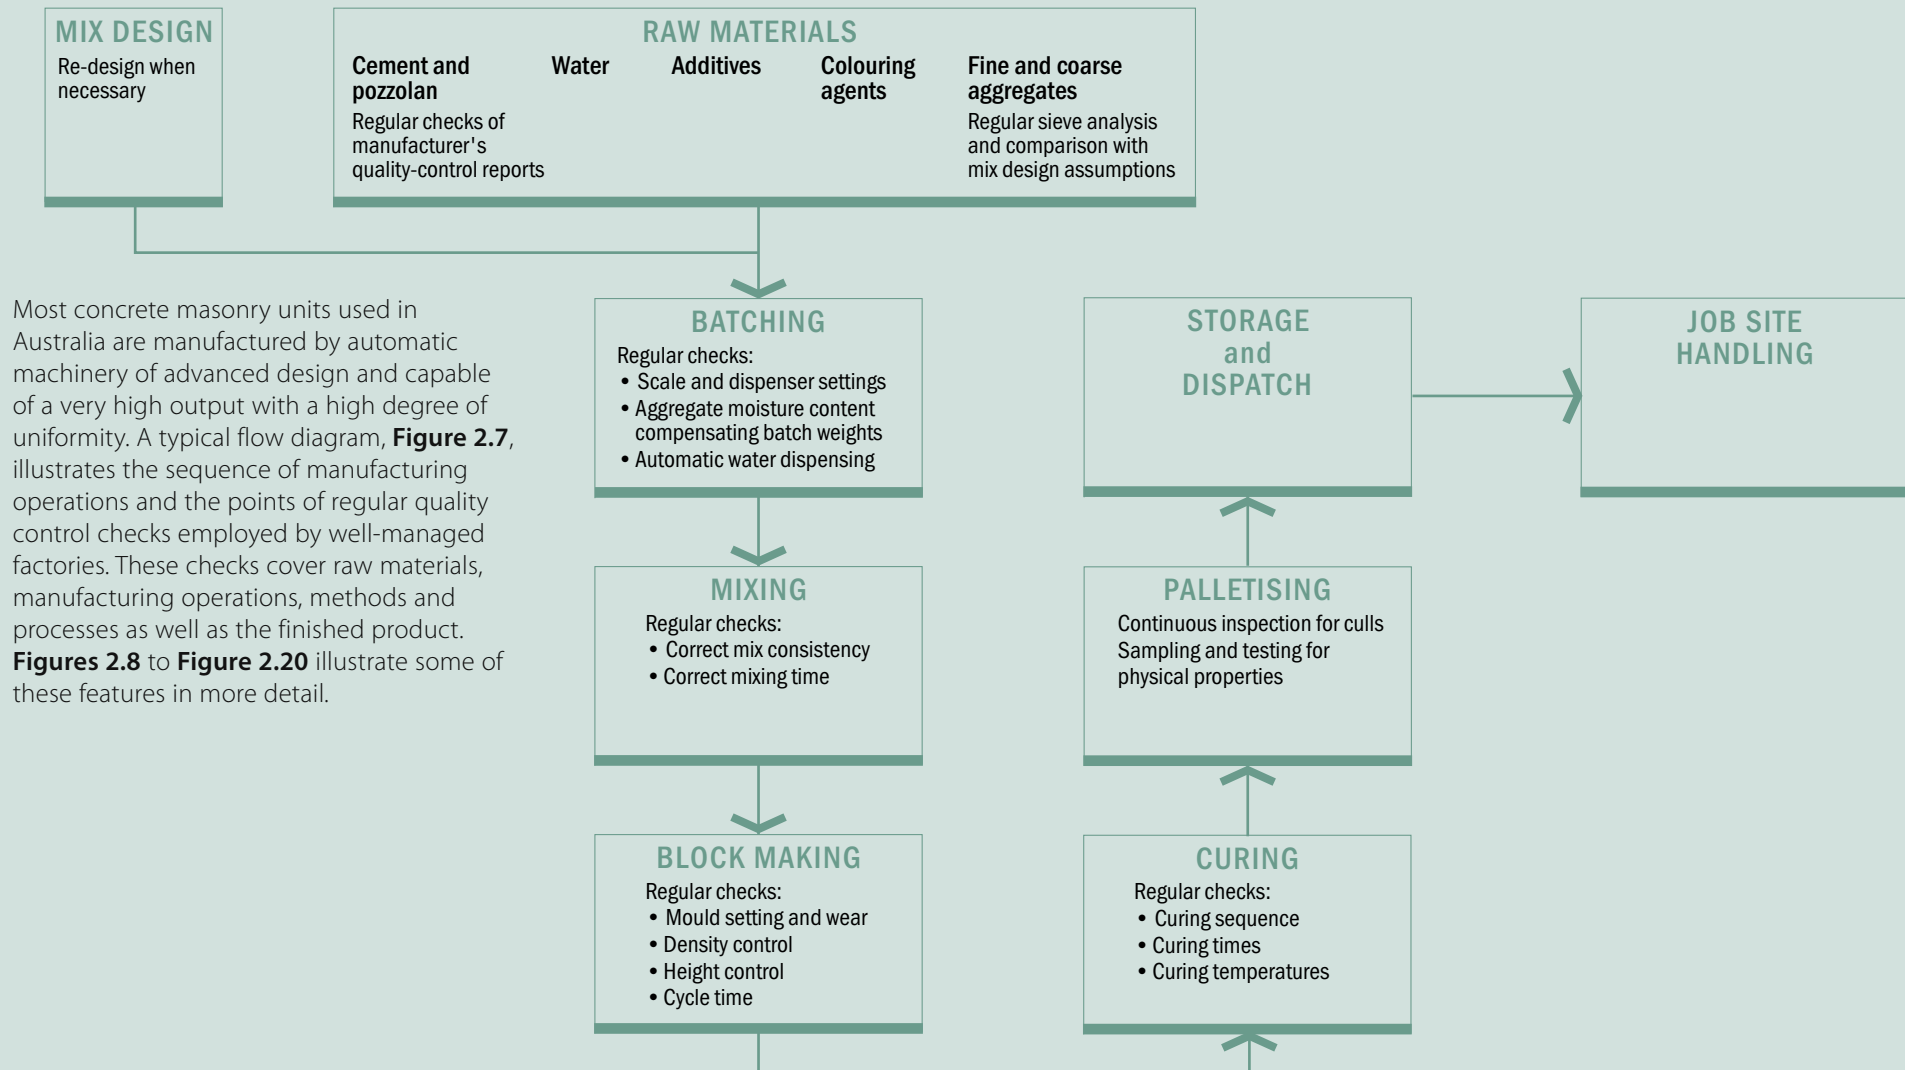 MIX DESIGN
Re-design when
necessary
RAW MATERIALS
Cement and
pozzolan
Regular checks of
manufacturer's
quality-control reports
Water
Additives
Colouring
agents
Fine and coarse
aggregates
Regular sieve analysis
and comparison with
mix design assumptions
Most concrete masonry units used in
Australia are manufactured by automatic
machinery of advanced design and capable
of a very high output with a high degree of
uniformity. A typical flow diagram, Figure 2.7,
illustrates the sequence of manufacturing
operations and the points of regular quality
control checks employed by well-managed
factories. These checks cover raw materials,
manufacturing operations, methods and
processes as well as the finished product.
Figures 2.8 to Figure 2.20 illustrate some of
these features in more detail.
BATCHING
Regular checks:
• Scale and dispenser settings
• Aggregate moisture content
compensating batch weights
• Automatic water dispensing
MIXING
Regular checks:
• Correct mix consistency
• Correct mixing time
BLOCK MAKING
Regular checks:
• Mould setting and wear
• Density control
• Height control
• Cycle time
STORAGE
and
DISPATCH
PALLETISING
Continuous inspection for culls
Sampling and testing for
physical properties
CURING
Regular checks:
• Curing sequence
• Curing times
• Curing temperatures
JOB SITE
HANDLING